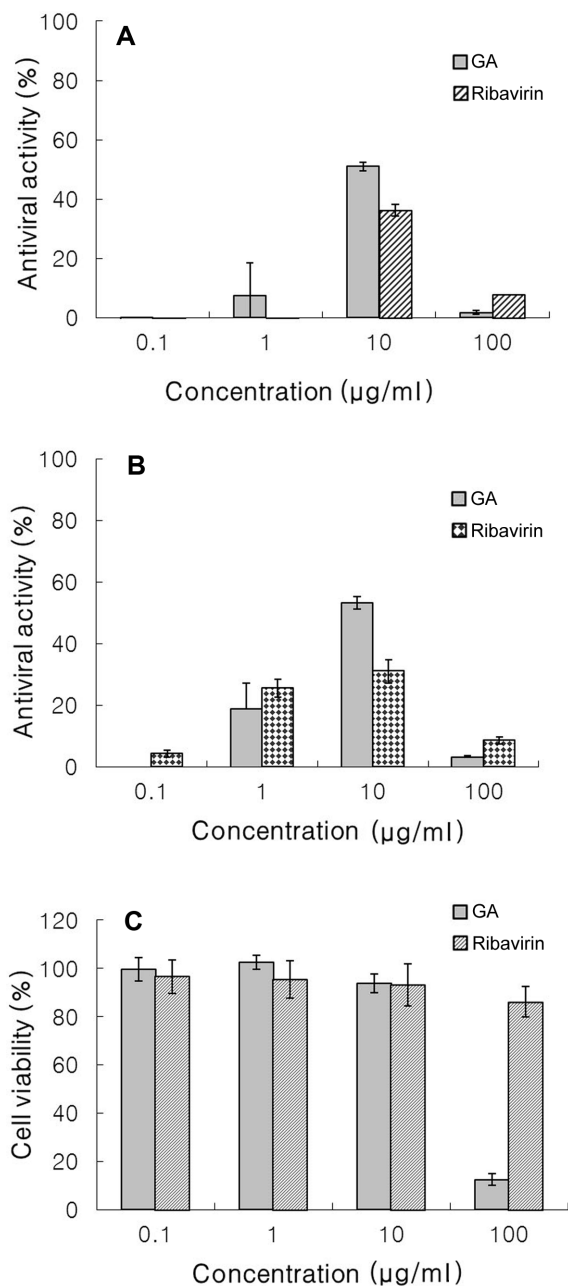 A
100
80
60
40
20
0
Antiviral activity (%)
GA
Ribavirin
0.1 1 10 100
Concentration (µg/ml)
B
100
80
60
40
20
0
Antiviral activity (%)
GA
Ribavirin
0.1 1 10 100
Concentration (µg/ml)
C
120
100
80
60
40
20
0
Cell viability (%)
GA
Ribavirin
0.1 1 10 100
Concentration (µg/ml)